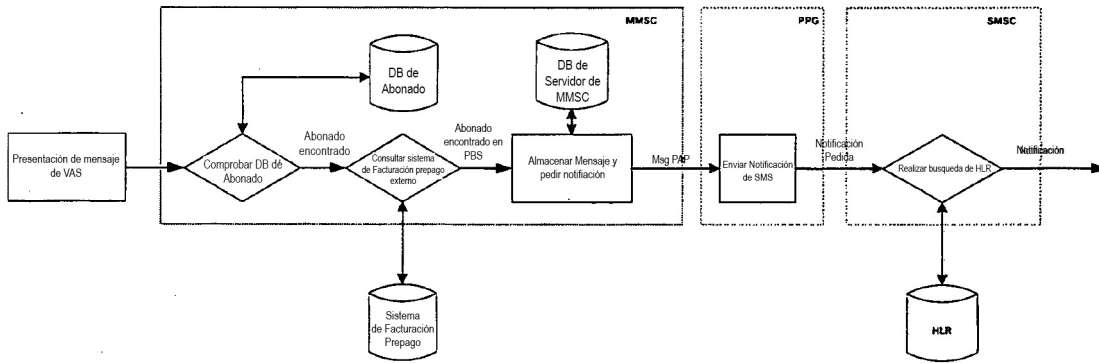 MMSC
PPG
SMSC
DB de
Abonado
DB de
Servidor de
MMSC
Presentación de mensaje
de VAS
Comprobar DB dé
Abonado
Abonado
encontrado
Consultar sistema
de Facturación prepago
externo
Abonado
encontrado en
PBS
Almacenar Mensaje y
pedir notifiación
Msg PAP
Enviar Notificación
de SMS
Notificación
Pedida
Realizar busqueda de HLR
Notificación
Sistema
de Facturación
Prepago
HLR